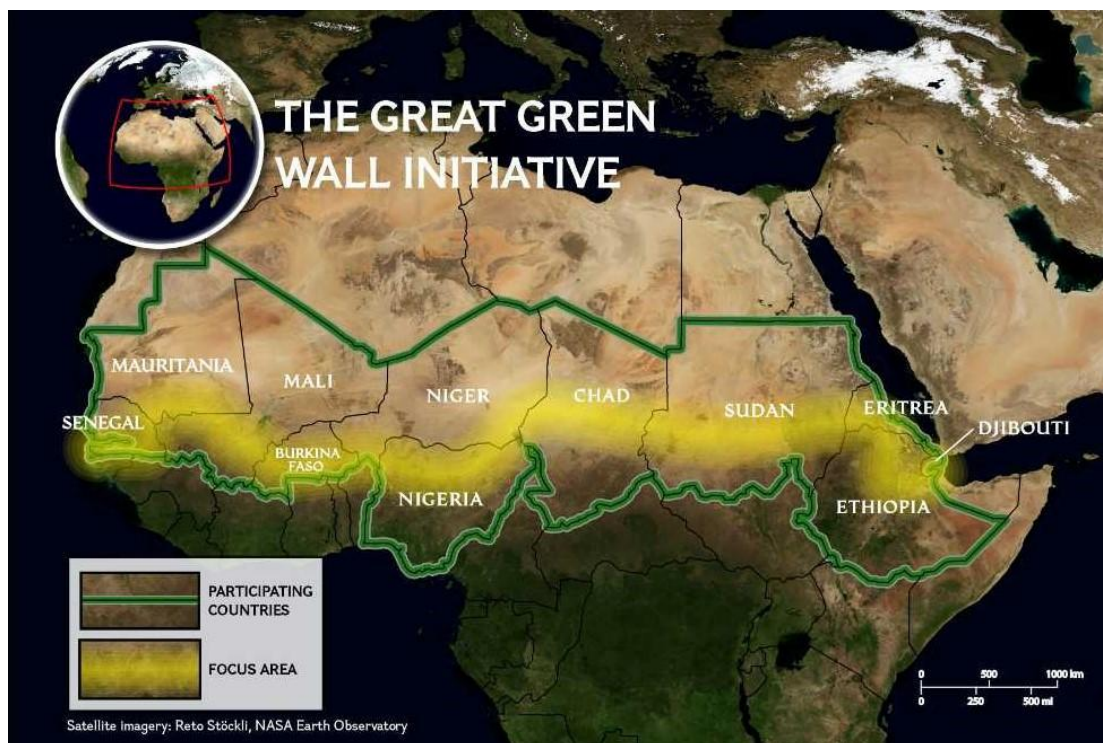 THE GREAT GREEN
WALL INITIATIVE
MAURITANIA
MALI
NIGER
CHAD
SUDAN
ERITREA
DJIBOUTI
SENEGAL
BURKINA
FASO
NIGERIA
ETHIOPIA
PARTICIPATING
COUNTRIES
FOCUS AREA
0 500 1000 km
0 250 500 mi
Satellite imagery: Reto Stöckli, NASA Earth Observatory